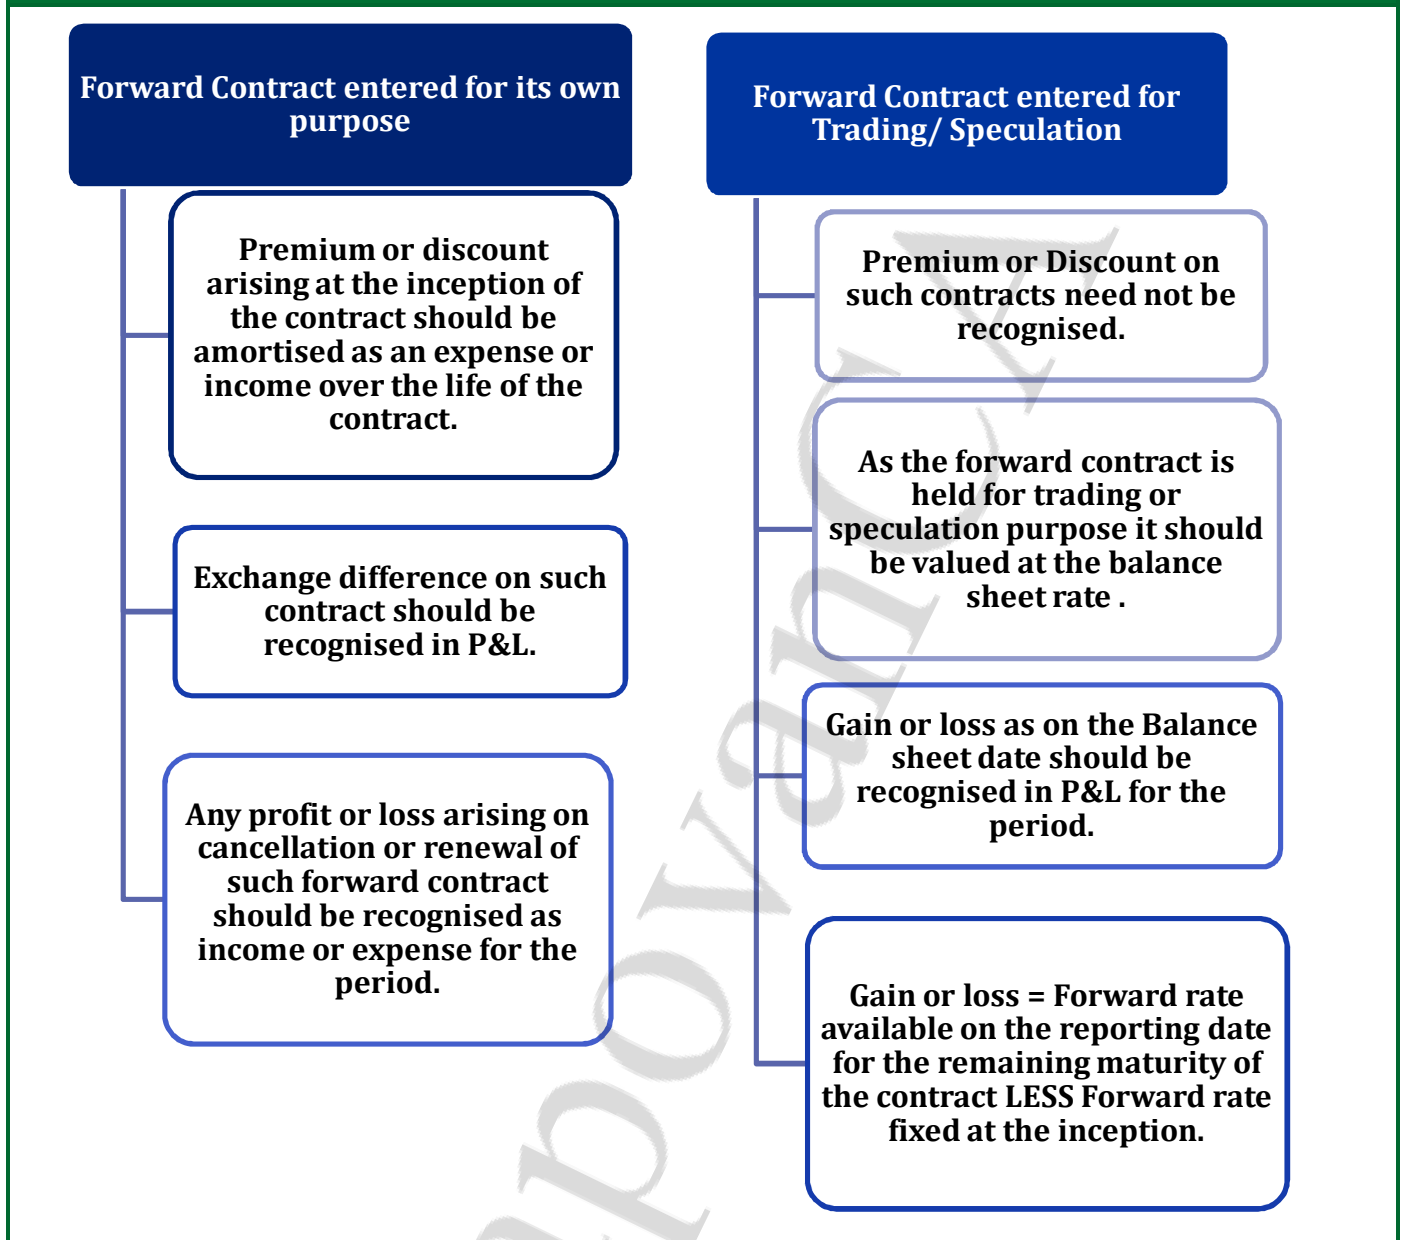 Forward Contract entered for its own
purpose
Premium or discount
arising at the inception of
the contract should be
amortised as an expense or
income over the life of the
contract.
Exchange difference on such
contract should be
recognised in P&L.
Any profit or loss arising on
cancellation or renewal of
such forward contract
should be recognised as
income or expense for the
period.
Forward Contract entered for
Trading/ Speculation
Premium or Discount on
such contracts need not be
recognised.
As the forward contract is
held for trading or
speculation purpose it should
be valued at the balance
sheet rate .
Gain or loss as on the Balance
sheet date should be
recognised in P&L for the
period.
Gain or loss = Forward rate
available on the reporting date
for the remaining maturity of
the contract LESS Forward rate
fixed at the inception.
apovanCA